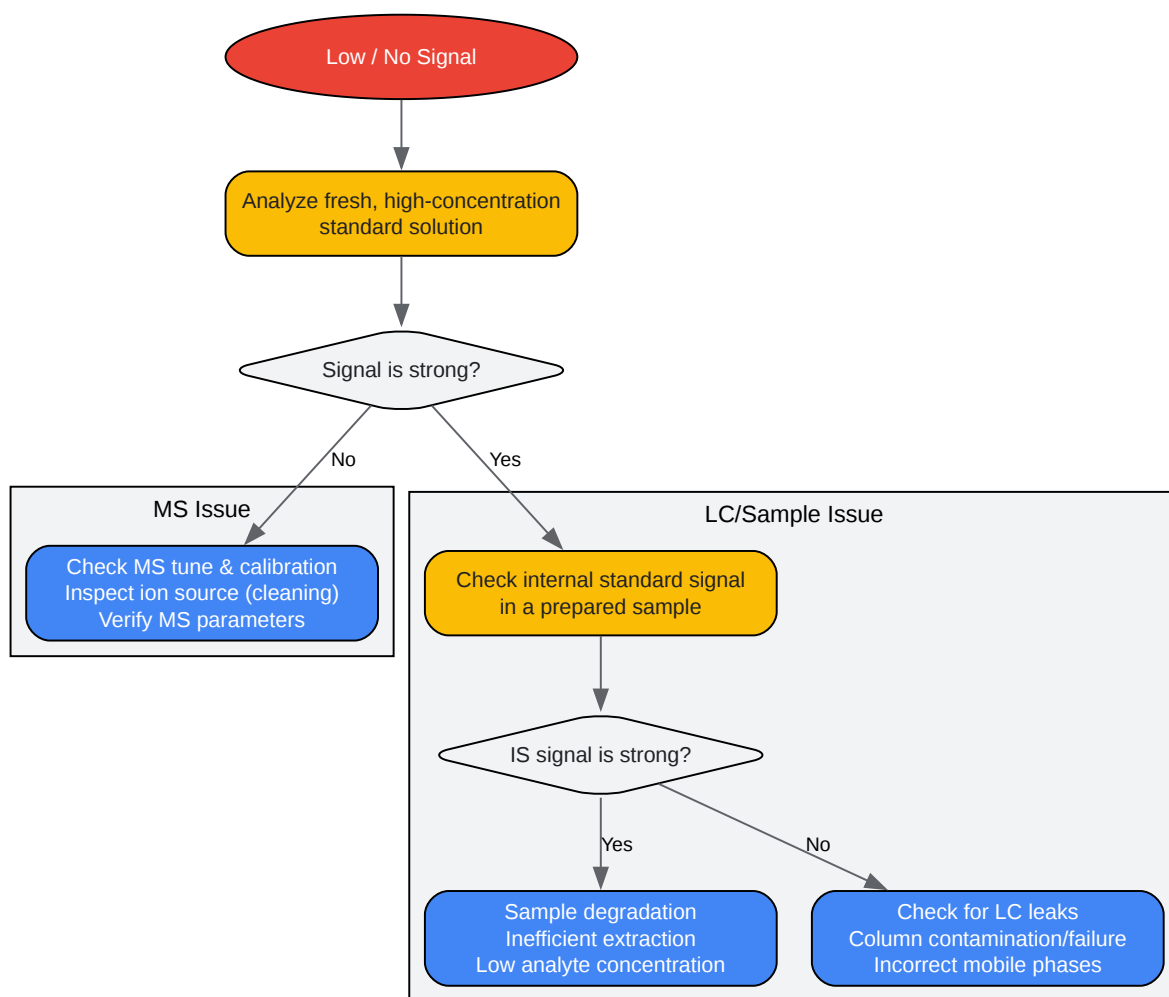 Low / No Signal
Analyze fresh, high-concentration
standard solution
Signal is strong?
No
Yes
MS Issue
Check MS tune & calibration
Inspect ion source (cleaning)
Verify MS parameters
LC/Sample Issue
Check internal standard signal
in a prepared sample
IS signal is strong?
Yes
No
Sample degradation
Inefficient extraction
Low analyte concentration
Check for LC leaks
Column contamination/failure
Incorrect mobile phases